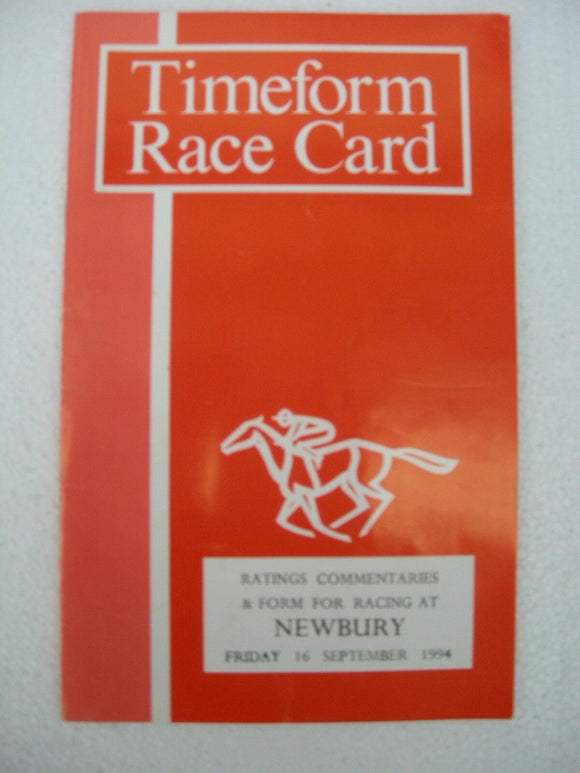 Timeform
Race Card
RATINGS COMMENTARIES
& FORM FOR RACING AT
NEWBURY
FRIDAY 16 SEPTEMBER 1994